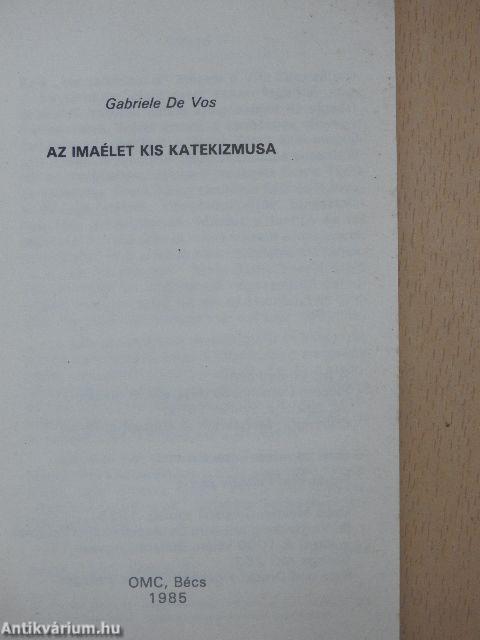 Gabriele De Vos
AZ IMAÉLET KIS KATEKIZMUSA
OMC, Bécs
1985
Antikvárium.hu